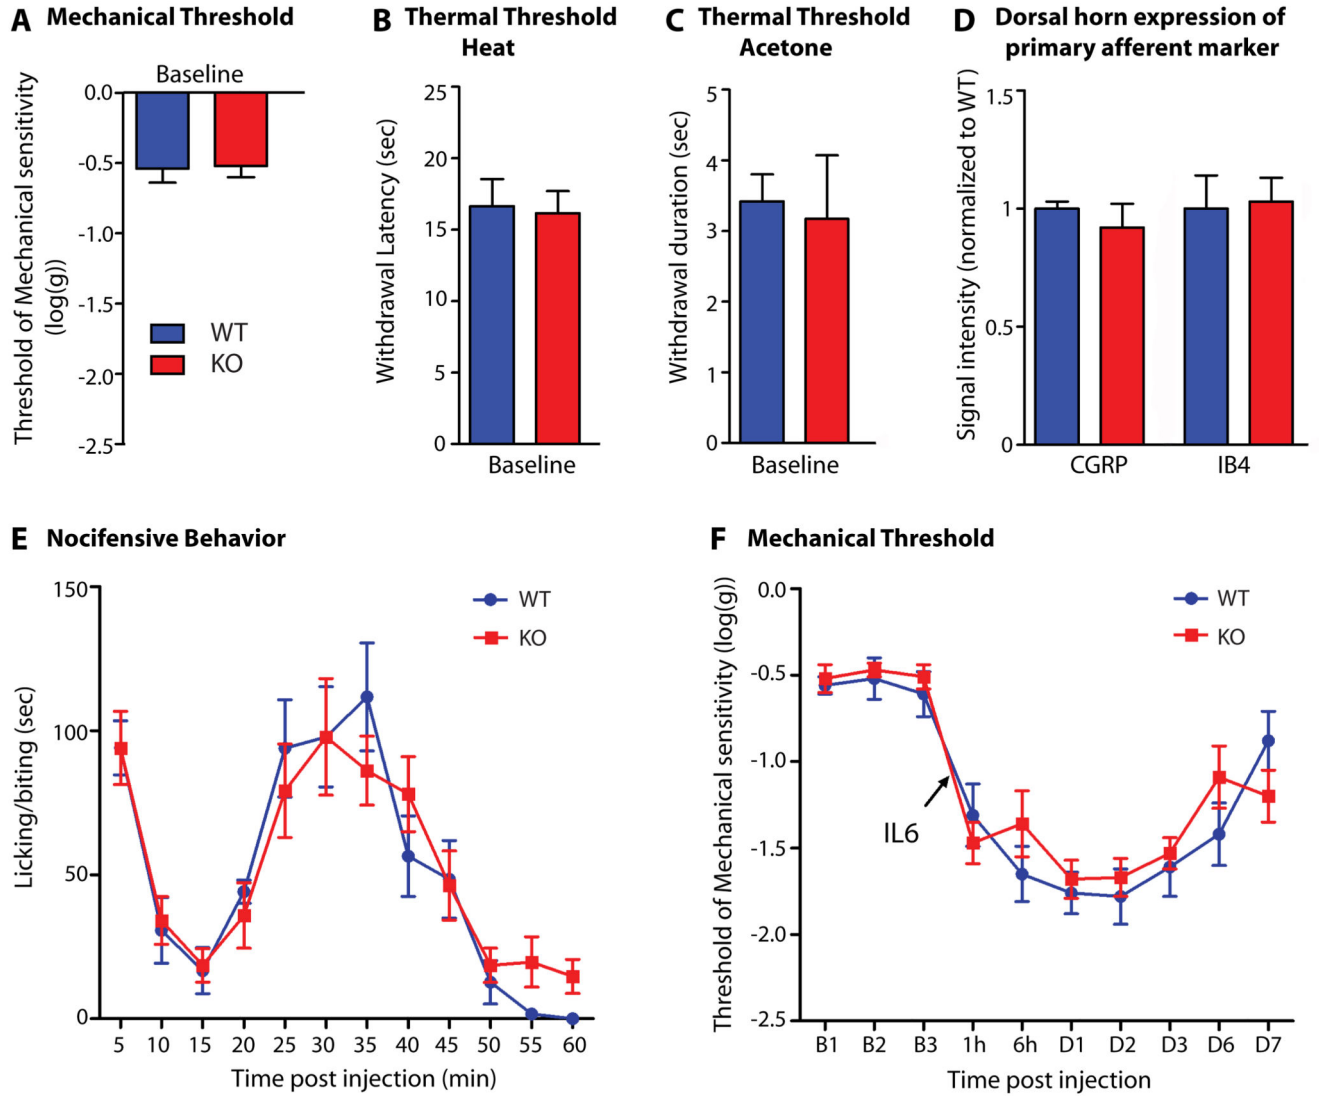 A Mechanical Threshold
Baseline
Threshold of Mechanical sensitivity
(log(g))
0.0
-0.5
-1.0
-1.5
-2.0
-2.5
WT
KO
B Thermal Threshold
Heat
Withdrawal Latency (sec)
25
20
15
10
5
0
Baseline
C Thermal Threshold
Acetone
Withdrawal duration (sec)
5
4
3
2
1
0
Baseline
D Dorsal horn expression of
primary afferent marker
Signal intensity (normalized to WT)
1.5
1
0.5
0
CGRP IB4
E Nocifensive Behavior
Licking/biting (sec)
150
100
50
0
WT
KO
5 10 15 20 25 30 35 40 45 50 55 60
Time post injection (min)
F Mechanical Threshold
Threshold of Mechanical sensitivity (log(g))
0.0
-0.5
-1.0
-1.5
-2.0
-2.5
WT
KO
IL6
B1 B2 B3 1h 6h D1 D2 D3 D6 D7
Time post injection